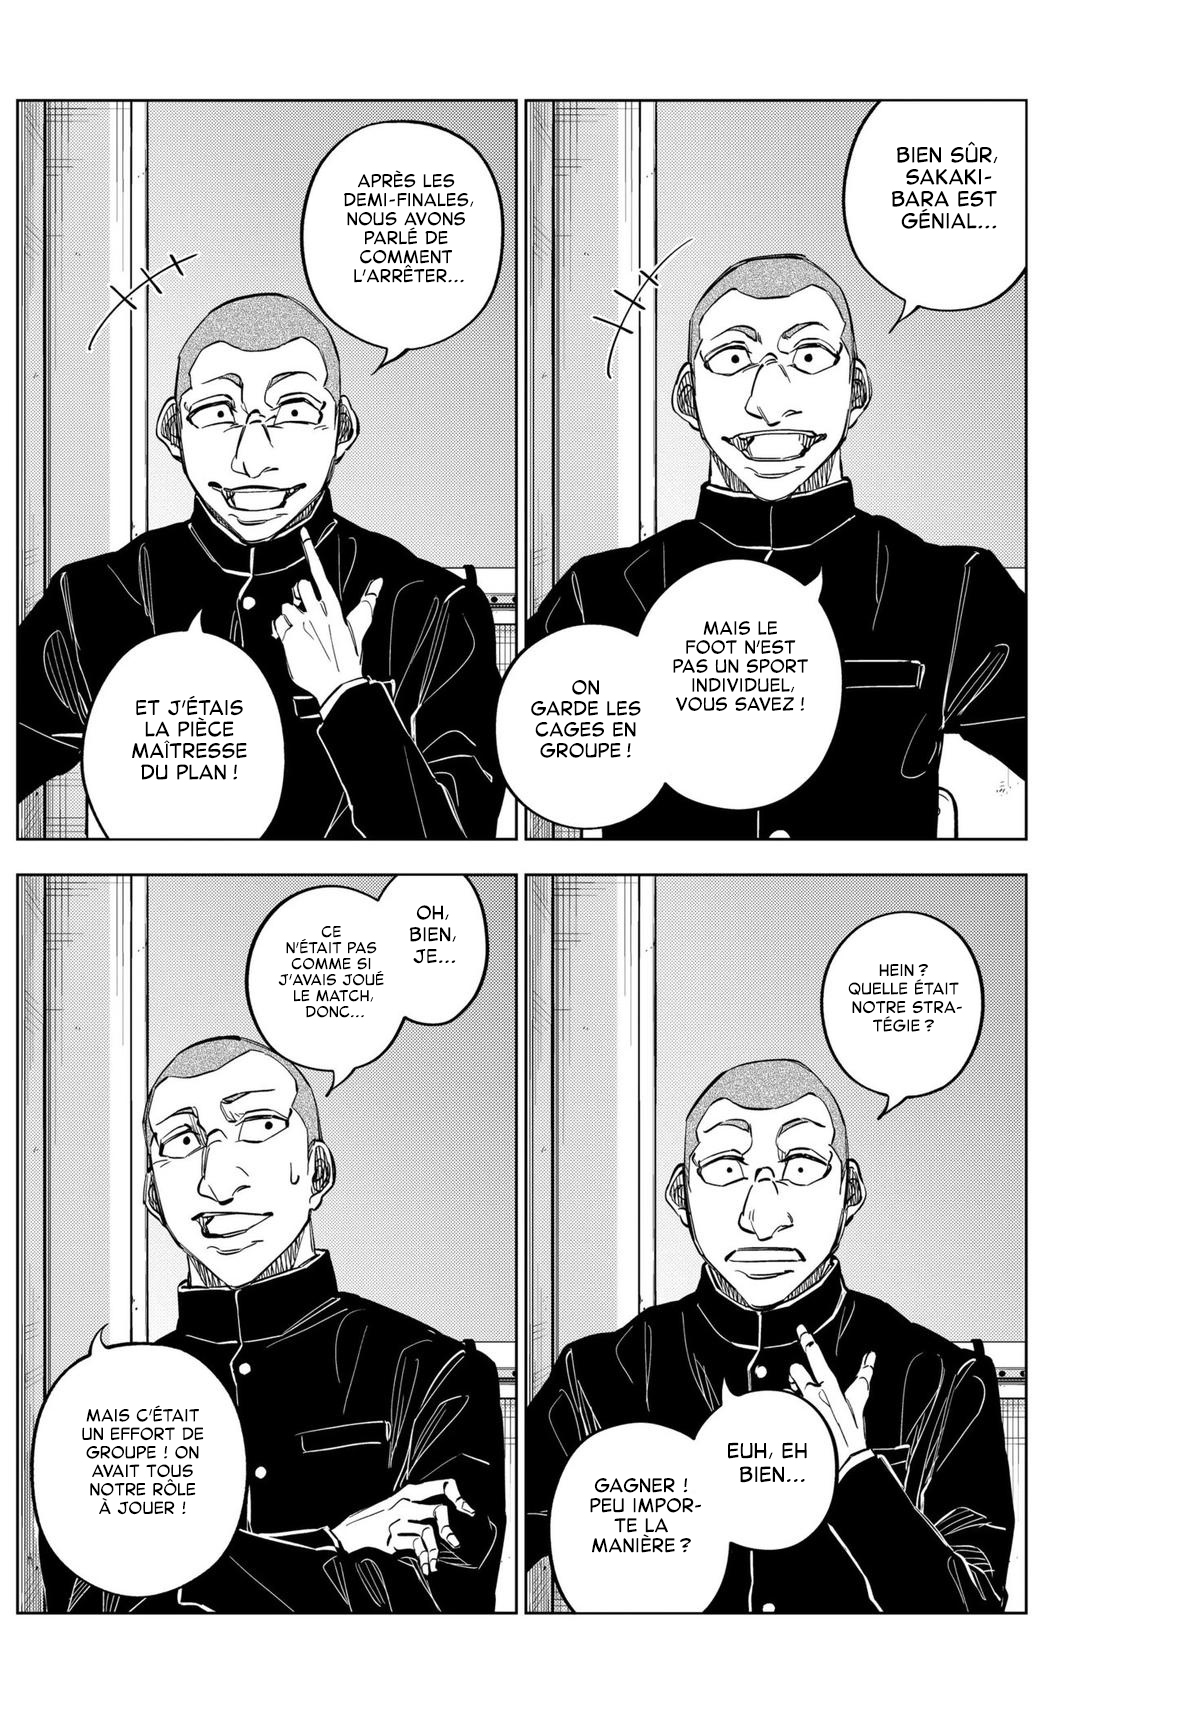 BIEN SÛR,
SAKAKI-
BARA EST
GÉNIAL...
MAIS LE
FOOT N'EST
PAS UN SPORT
INDIVIDUEL,
VOUS SAVEZ !
ON
GARDE LES
CAGES EN
GROUPE !
APRÈS LES
DEMI-FINALES,
NOUS AVONS
PARLÉ DE
COMMENT
L'ARRÊTER...
ET J'ÉTAIS
LA PIÈCE
MAÎTRESSE
DU PLAN !
HEIN ?
QUELLE ÉTAIT
NOTRE STRA-
TÉGIE ?
EUH, EH
BIEN...
GAGNER !
PEU IMPOR-
TE LA
MANIÈRE ?
OH,
BIEN,
JE...
CE
N'ÉTAIT PAS
COMME SI
J'AVAIS JOUÉ
LE MATCH,
DONC...
MAIS C'ÉTAIT
UN EFFORT DE
GROUPE ! ON
AVAIT TOUS
NOTRE RÔLE
À JOUER !